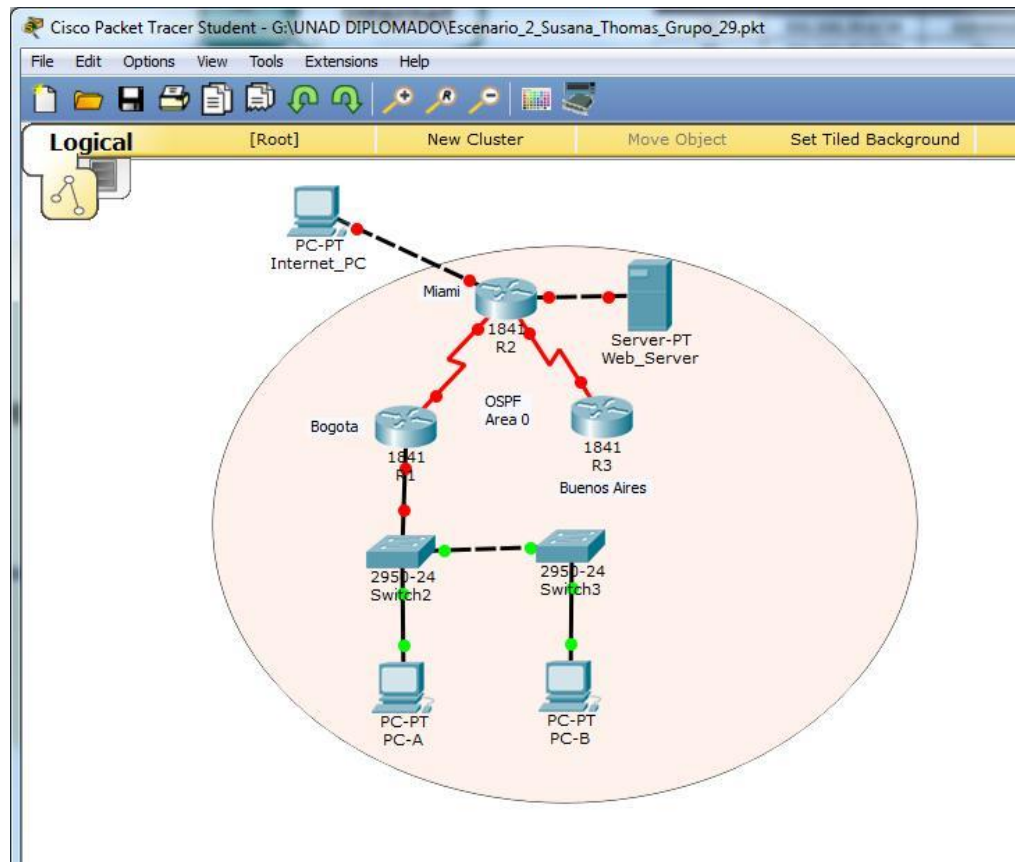 Cisco Packet Tracer Student - G:\UNAD DIPLOMADO\Escenario_2_Susana_Thomas_Grupo_29.pkt
File Edit Options View Tools Extensions Help
Logical [Root] New Cluster Move Object Set Tiled Background
PC-PT
Internet_PC
Miami
1841
R2
Server-PT
Web_Server
OSPF
Area 0
Bogota
1841
R1
1841
R3
Buenos Aires
2950-24
Switch2
2950-24
Switch3
PC-PT
PC-A
PC-PT
PC-B